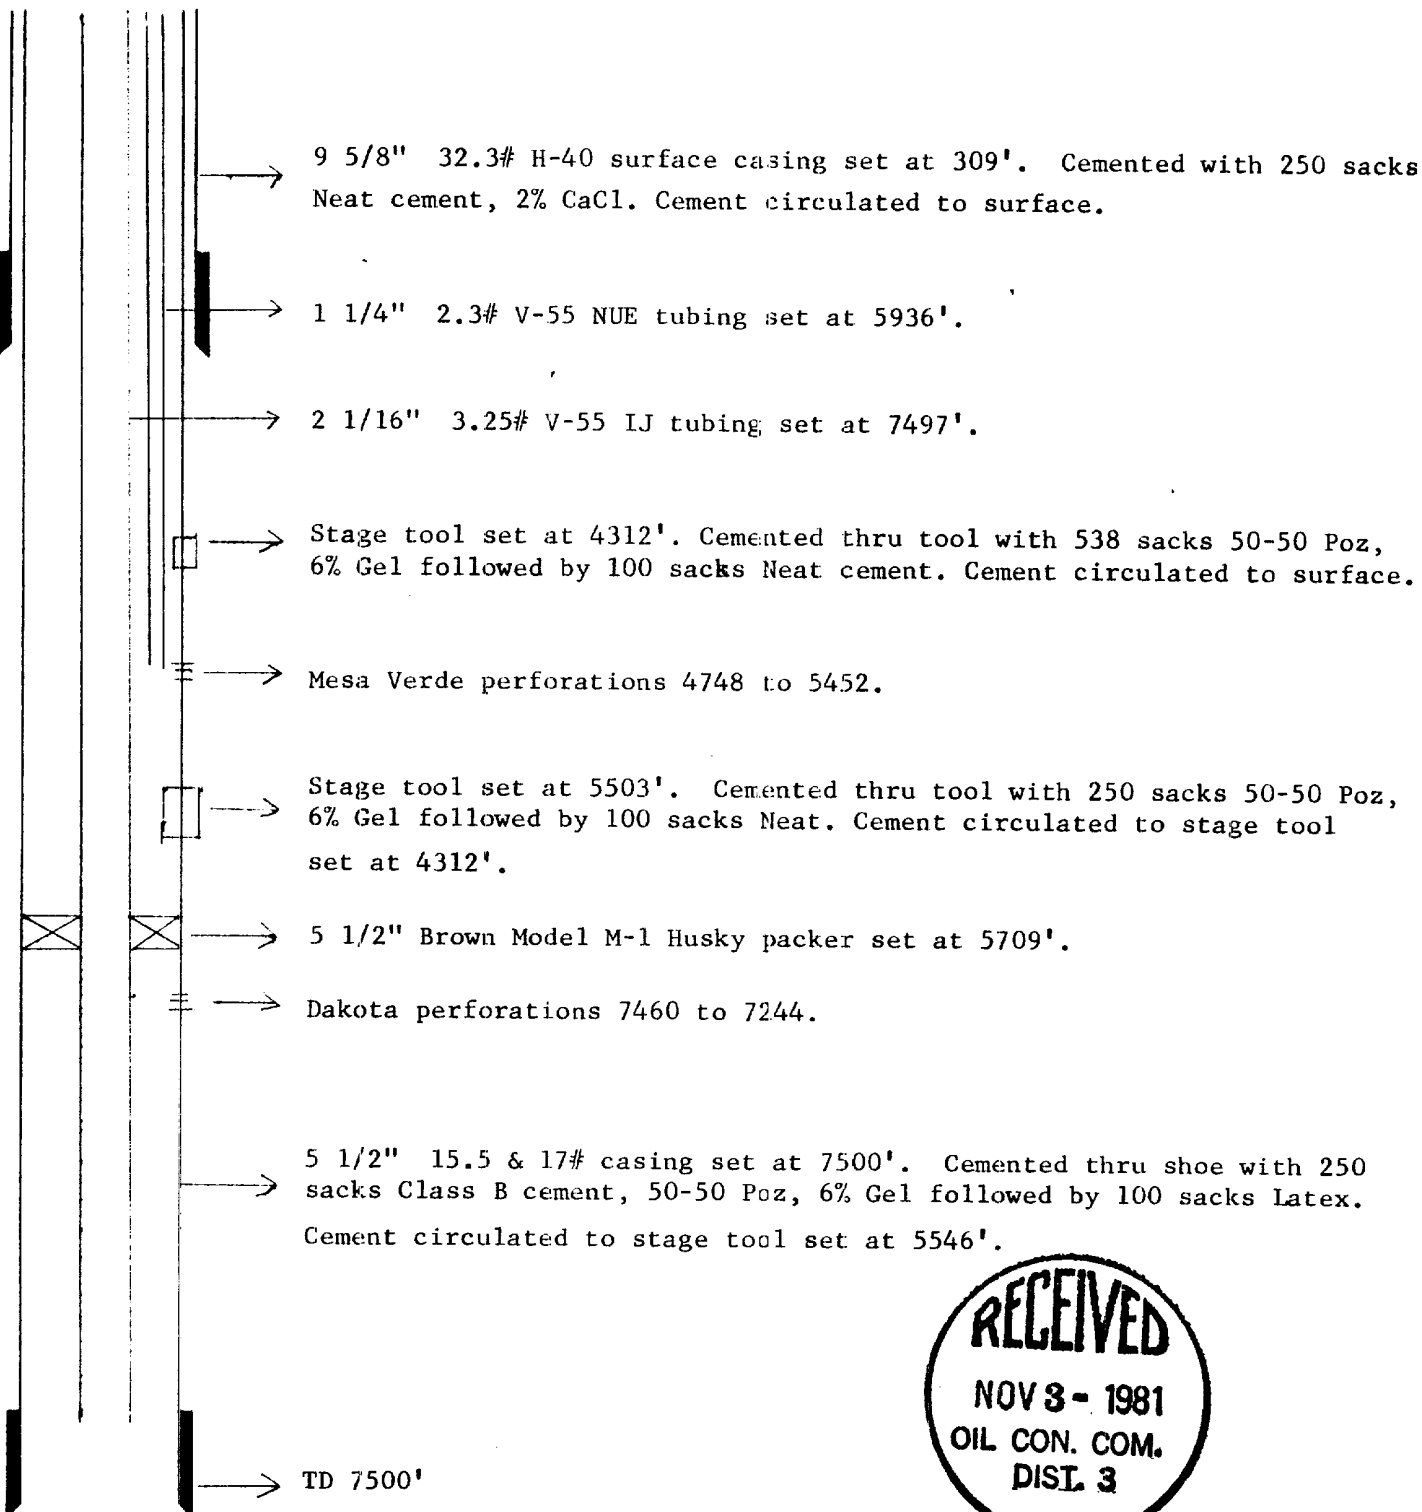 9 5/8" 32.3# H-40 surface casing set at 309'. Cemented with 250 sacks
Neat cement, 2% CaCl. Cement circulated to surface.
1 1/4" 2.3# V-55 NUE tubing set at 5936'.
2 1/16" 3.25# V-55 IJ tubing set at 7497'.
Stage tool set at 4312'. Cemented thru tool with 538 sacks 50-50 Poz,
6% Gel followed by 100 sacks Neat cement. Cement circulated to surface.
Mesa Verde perforations 4748 to 5452.
Stage tool set at 5503'. Cemented thru tool with 250 sacks 50-50 Poz,
6% Gel followed by 100 sacks Neat. Cement circulated to stage tool
set at 4312'.
5 1/2" Brown Model M-1 Husky packer set at 5709'.
Dakota perforations 7460 to 7244.
5 1/2" 15.5 & 17# casing set at 7500'. Cemented thru shoe with 250
sacks Class B cement, 50-50 Poz, 6% Gel followed by 100 sacks Latex.
Cement circulated to stage tool set at 5546'.
RECEIVED
NOV 3 - 1981
OIL CON. COM.
DIST. 3
TD 7500'